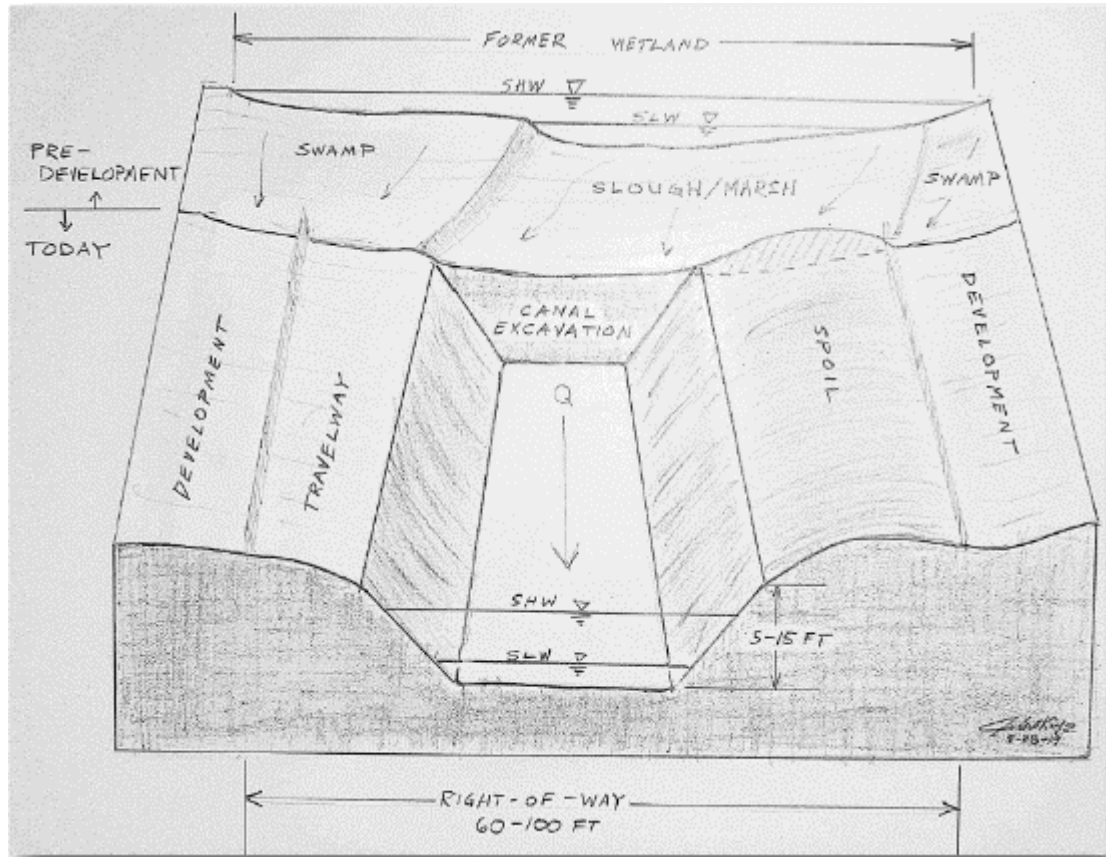 FORMER WETLAND
SHW
SLW
PRE-
DEVELOPMENT
TODAY
SWAMP
SLOUGH/MARSH
SWAMP
CANAL
EXCAVATION
DEVELOPMENT
TRAVELWAY
Q
SPOIL
DEVELOPMENT
SHW
SLW
5-15 FT
RIGHT-OF-WAY
60-100 FT